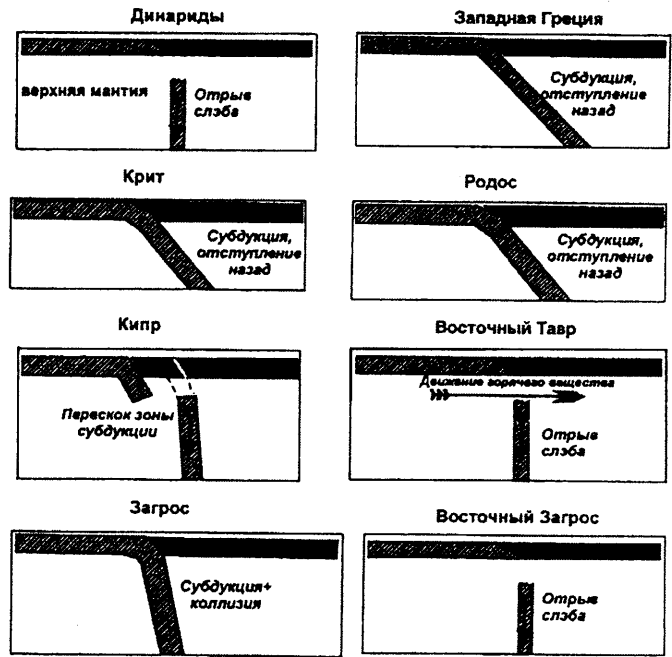 Динариды
верхняя мантия
Отрыв
слэба
Западная Греция
Субдукция,
отступление
назад
Крит
Субдукция,
отступление
назад
Родос
Субдукция,
отступление
назад
Кипр
Перескок зоны
субдукции
Восточный Тавр
Движение горячего вещества
Отрыв
слэба
Загрос
Субдукция+
коллизия
Восточный Загрос
Отрыв
слэба